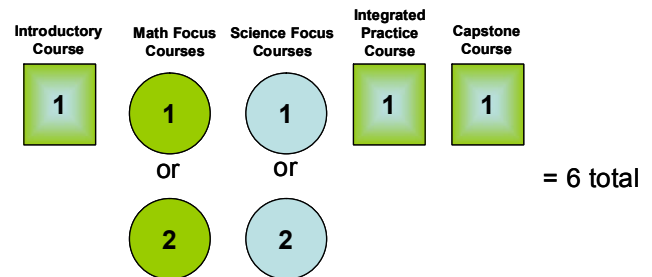 Introductory
Course
Math Focus
Courses
Science Focus
Courses
Integrated
Practice
Course
Capstone
Course
1
1
1
1
1
or
or
= 6 total
2
2